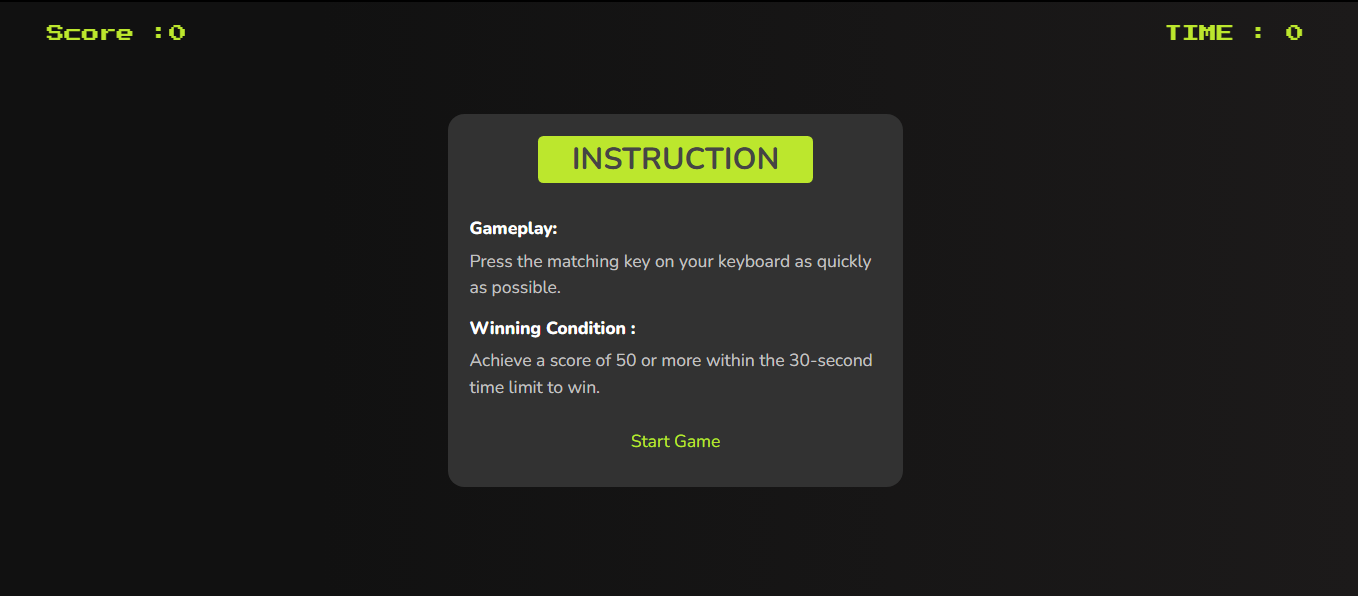 Score :0
TIME : 0
INSTRUCTION
Gameplay:
Press the matching key on your keyboard as quickly
as possible.
Winning Condition :
Achieve a score of 50 or more within the 30-second
time limit to win.
Start Game